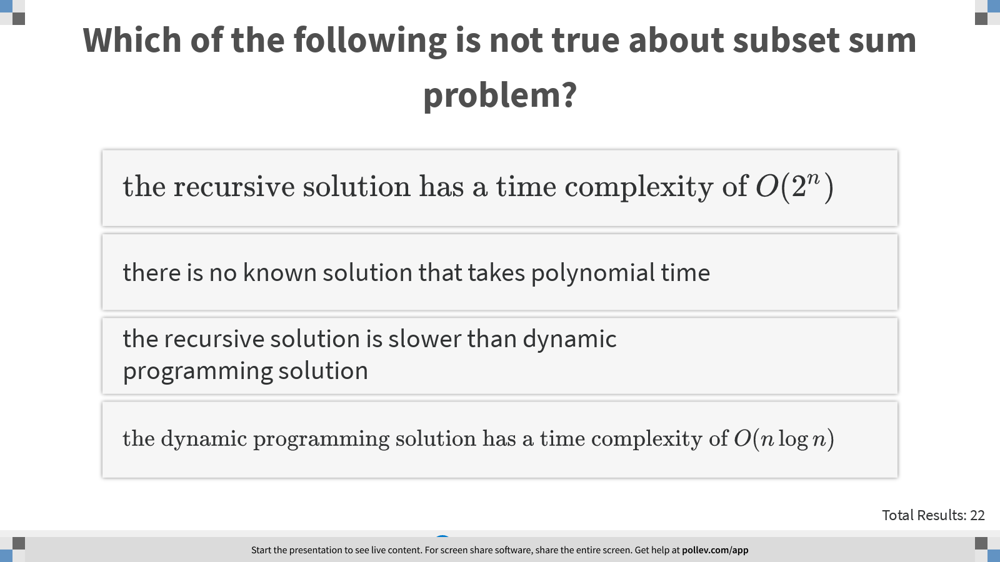 Which of the following is not true about subset sum
problem?
the recursive solution has a time complexity of O(2ⁿ)
there is no known solution that takes polynomial time
the recursive solution is slower than dynamic
programming solution
the dynamic programming solution has a time complexity of O(n log n)
Total Results: 22
Start the presentation to see live content. For screen share software, share the entire screen. Get help at pollev.com/app